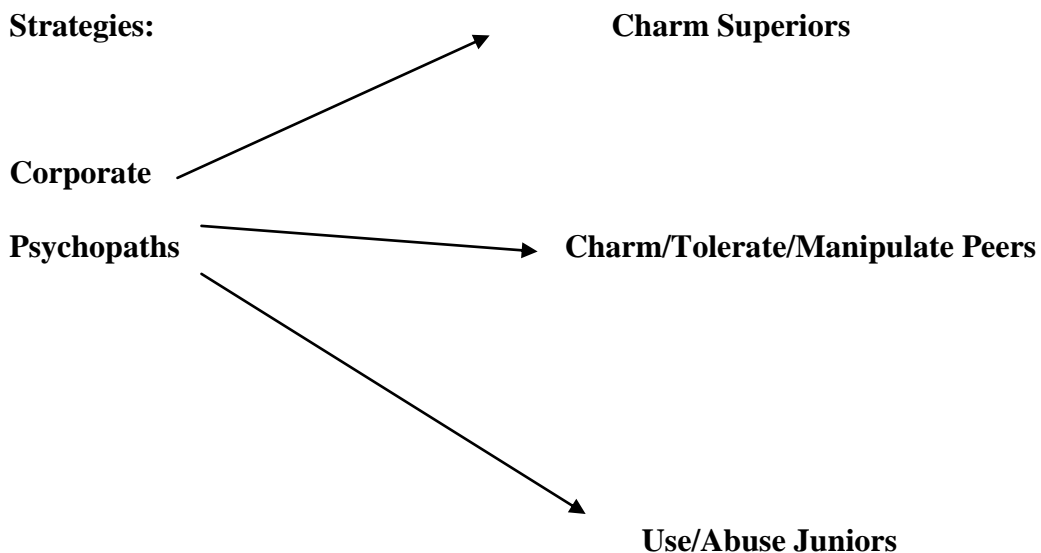 Strategies: Charm Superiors
Corporate
Psychopaths Charm/Tolerate/Manipulate Peers
Use/Abuse Juniors